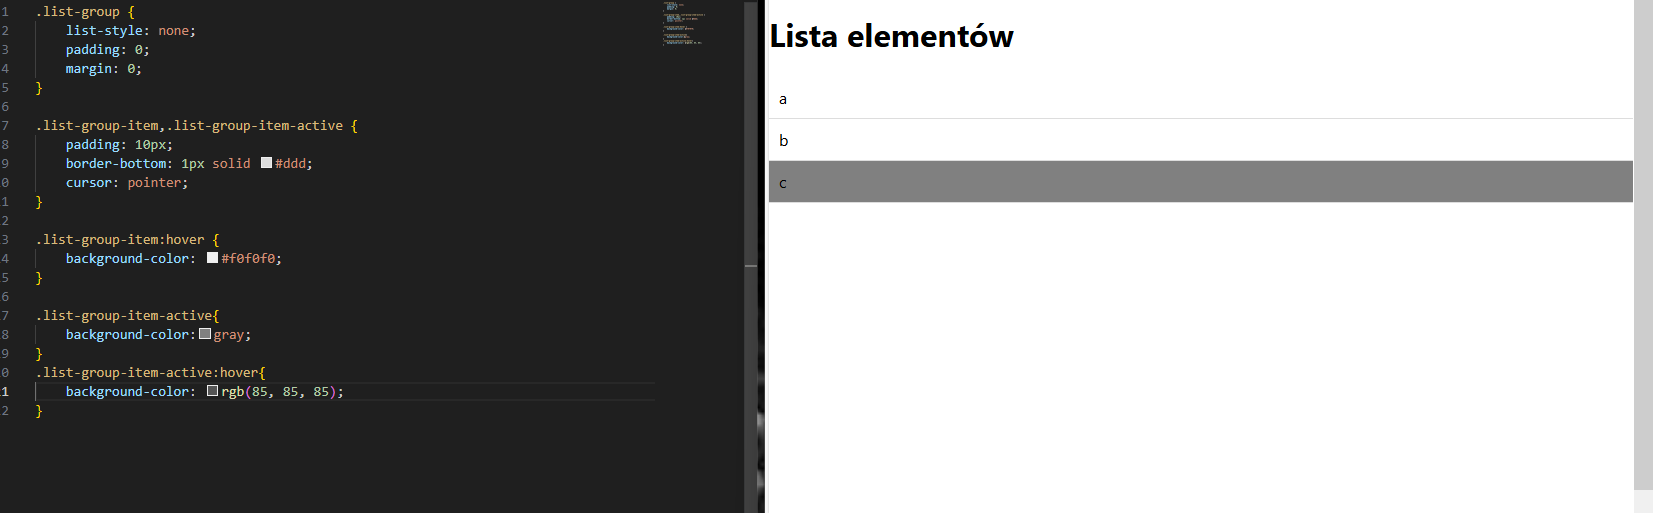 1 .list-group {
2 list-style: none;
3 padding: 0;
4 margin: 0;
5 }
6
7 .list-group-item,.list-group-item-active {
8 padding: 10px;
9 border-bottom: 1px solid #ddd;
0 cursor: pointer;
1 }
2
3 .list-group-item:hover {
4 background-color: #f0f0f0;
5 }
6
7 .list-group-item-active{
8 background-color:gray;
9 }
0 .list-group-item-active:hover{
1 background-color: rgb(85, 85, 85);
2 }
Lista elementów
a
b
c